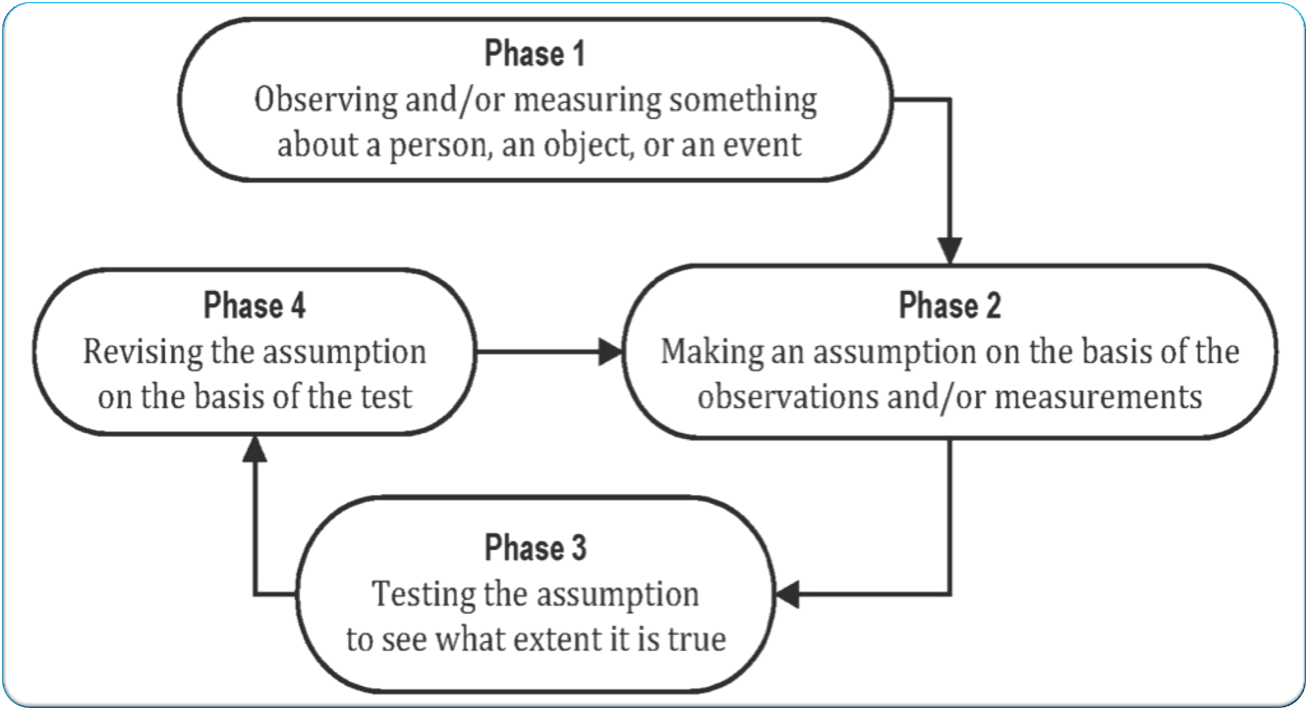 Phase 1
Observing and/or measuring something
about a person, an object, or an event
Phase 2
Making an assumption on the basis of the
observations and/or measurements
Phase 3
Testing the assumption
to see what extent it is true
Phase 4
Revising the assumption
on the basis of the test